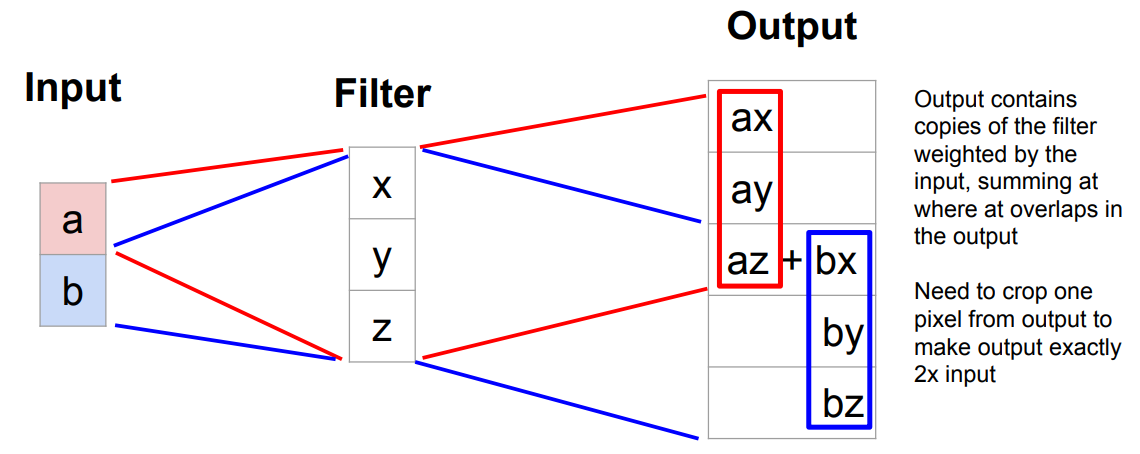 Input
a
b
Filter
x
y
z
Output
ax
ay
az + bx
by
bz
Output contains
copies of the filter
weighted by the
input, summing at
where at overlaps in
the output
Need to crop one
pixel from output to
make output exactly
2x input